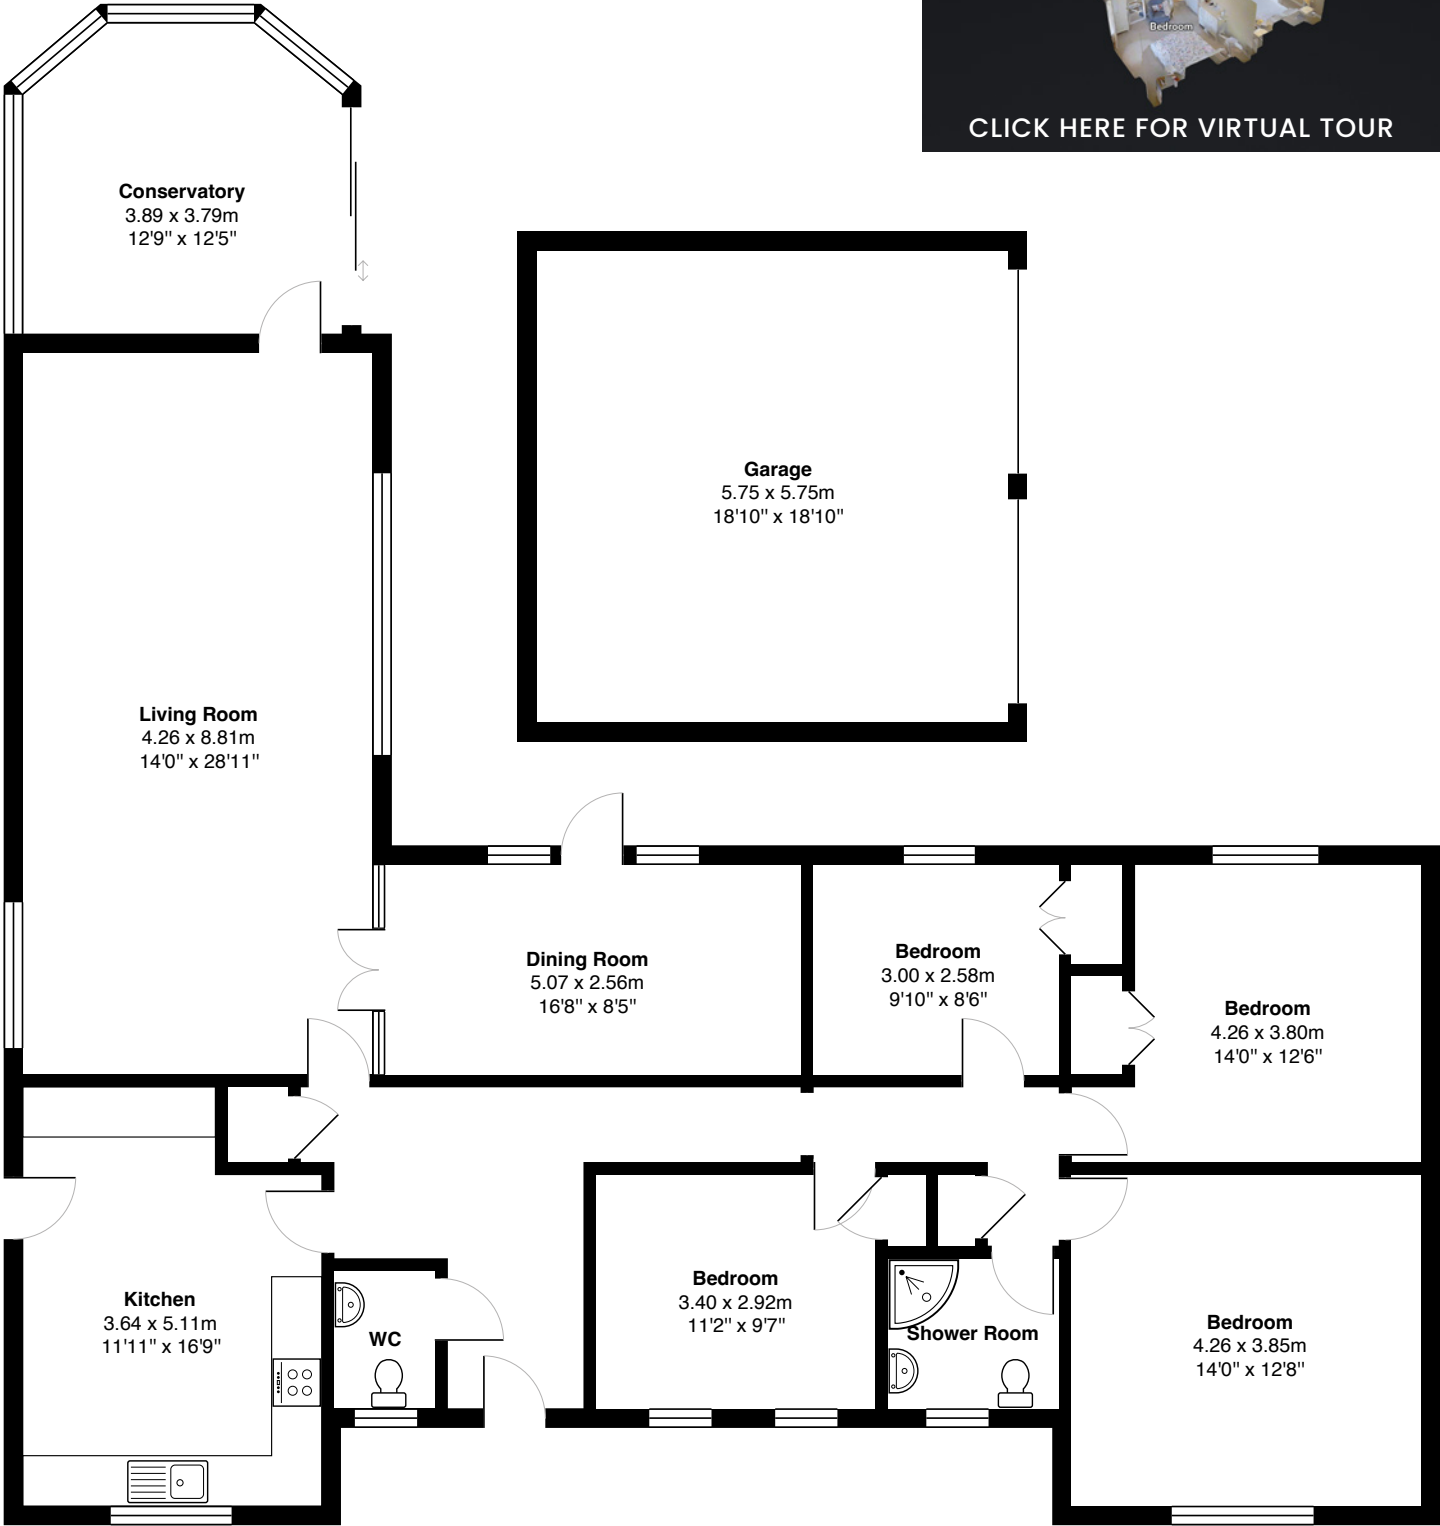 Bedroom
CLICK HERE FOR VIRTUAL TOUR
Conservatory
3.89 x 3.79m
12'9" x 12'5"
Garage
5.75 x 5.75m
18'10" x 18'10"
Living Room
4.26 x 8.81m
14'0" x 28'11"
Dining Room
5.07 x 2.56m
16'8" x 8'5"
Bedroom
3.00 x 2.58m
9'10" x 8'6"
Bedroom
4.26 x 3.80m
14'0" x 12'6"
Kitchen
3.64 x 5.11m
11'11" x 16'9"
WC
Bedroom
3.40 x 2.92m
11'2" x 9'7"
Shower Room
Bedroom
4.26 x 3.85m
14'0" x 12'8"